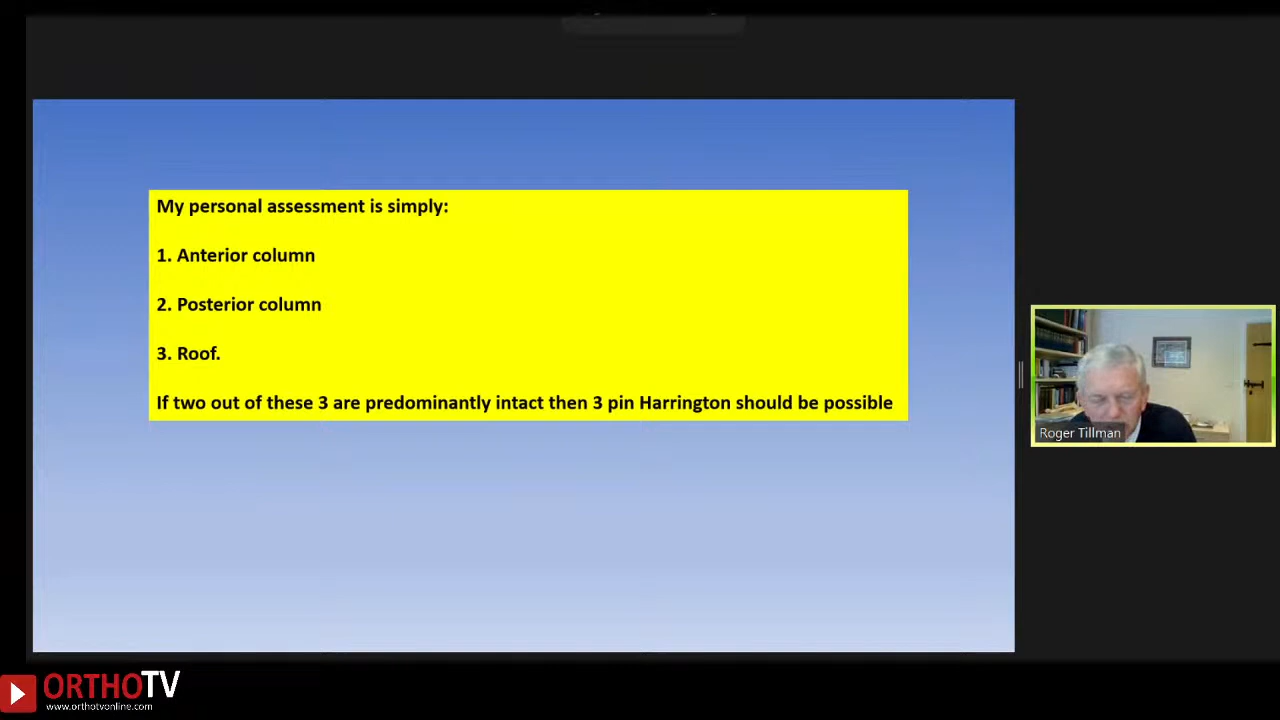 My personal assessment is simply:
1. Anterior column
2. Posterior column
3. Roof.
If two out of these 3 are predominantly intact then 3 pin Harrington should be possible
Roger Tillman
ORTHOTV
www.orthotvonline.com